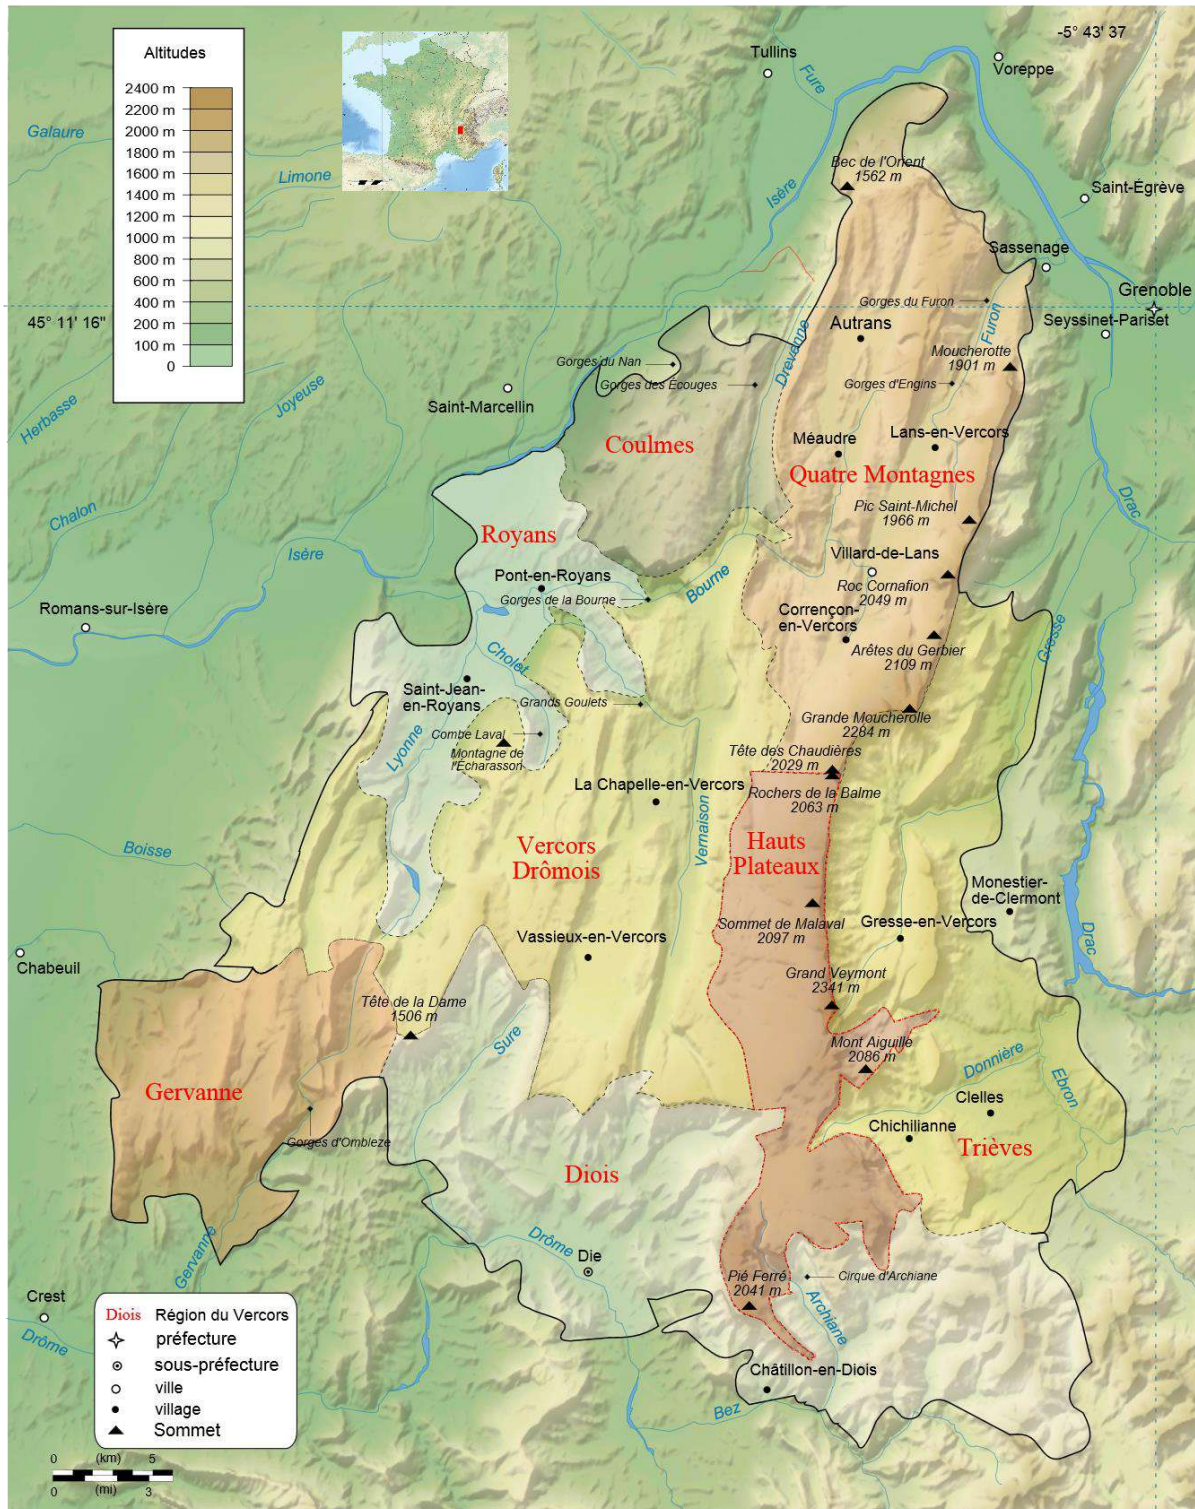 Altitudes
2400 m
2200 m
2000 m
1800 m
1600 m
1400 m
1200 m
1000 m
800 m
600 m
400 m
200 m
100 m
0
-5° 43' 37
Tullins
Voreppe
Fure
Galaure
Limone
Isère
Bec de l'Orient
1562 m
Saint-Égrève
Sassenage
Grenoble
45° 11' 16"
Gorges du Furon
Seyssinet-Pariset
Autrans
Furon
Drevenne
Moucherotte
1901 m
Gorges du Nan
Gorges des Écouges
Gorges d'Engins
Herbasse
Joyeuse
Saint-Marcellin
Coulmes
Méaudre
Lans-en-Vercors
Quatre Montagnes
Chalon
Drac
Pic Saint-Michel
1966 m
Royans
Isère
Villard-de-Lans
Bourne
Pont-en-Royans
Gorges de la Bourne
Roc Cornafion
2049 m
Romans-sur-Isère
Corrençon-
en-Vercors
Gresse
Arêtes du Gerbier
2109 m
Cholet
Saint-Jean-
en-Royans
Grands Goulets
Grande Moucherolle
2284 m
Combe Laval
Montagne de
l'Écharasson
Lyonne
Tête des Chaudières
2029 m
La Chapelle-en-Vercors
Rochers de la Balme
2063 m
Vernaison
Boisse
Vercors
Drômois
Hauts
Plateaux
Monestier-
de-Clermont
Sommet de Malaval
2097 m
Gresse-en-Vercors
Vassieux-en-Vercors
Drac
Chabeuil
Grand Veymont
2341 m
Tête de la Dame
1506 m
Sure
Mont Aiguille
2086 m
Donnière
Ebron
Gervanne
Clelles
Chichilianne
Gorges d'Ombleze
Trièves
Diois
Drôme
Die
Gervanne
Pié Ferré
2041 m
Cirque d'Archiane
Archiane
Crest
Drôme
Châtillon-en-Diois
Bez
Diois Région du Vercors
préfecture
sous-préfecture
ville
village
Sommet
0 (km) 5
0 (mi) 3